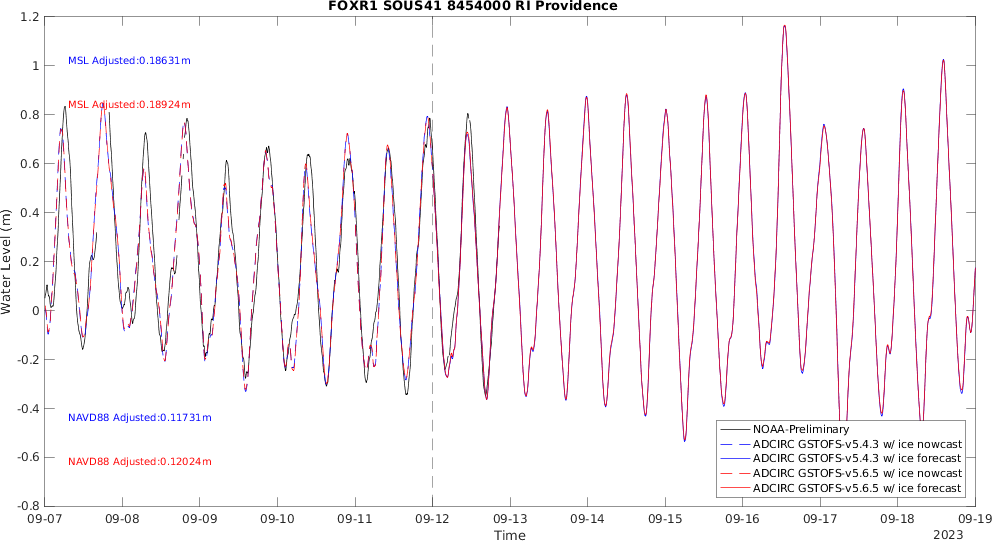 FOXR1 SOUS41 8454000 RI Providence
Water Level (m)
1.2
1
0.8
0.6
0.4
0.2
0
-0.2
-0.4
-0.6
-0.8
MSL Adjusted:0.18631m
MSL Adjusted:0.18924m
NAVD88 Adjusted:0.11731m
NAVD88 Adjusted:0.12024m
NOAA-Preliminary
ADCIRC GSTOFS-v5.4.3 w/ ice nowcast
ADCIRC GSTOFS-v5.4.3 w/ ice forecast
ADCIRC GSTOFS-v5.6.5 w/ ice nowcast
ADCIRC GSTOFS-v5.6.5 w/ ice forecast
09-07 09-08 09-09 09-10 09-11 09-12 09-13 09-14 09-15 09-16 09-17 09-18 09-19
Time
2023